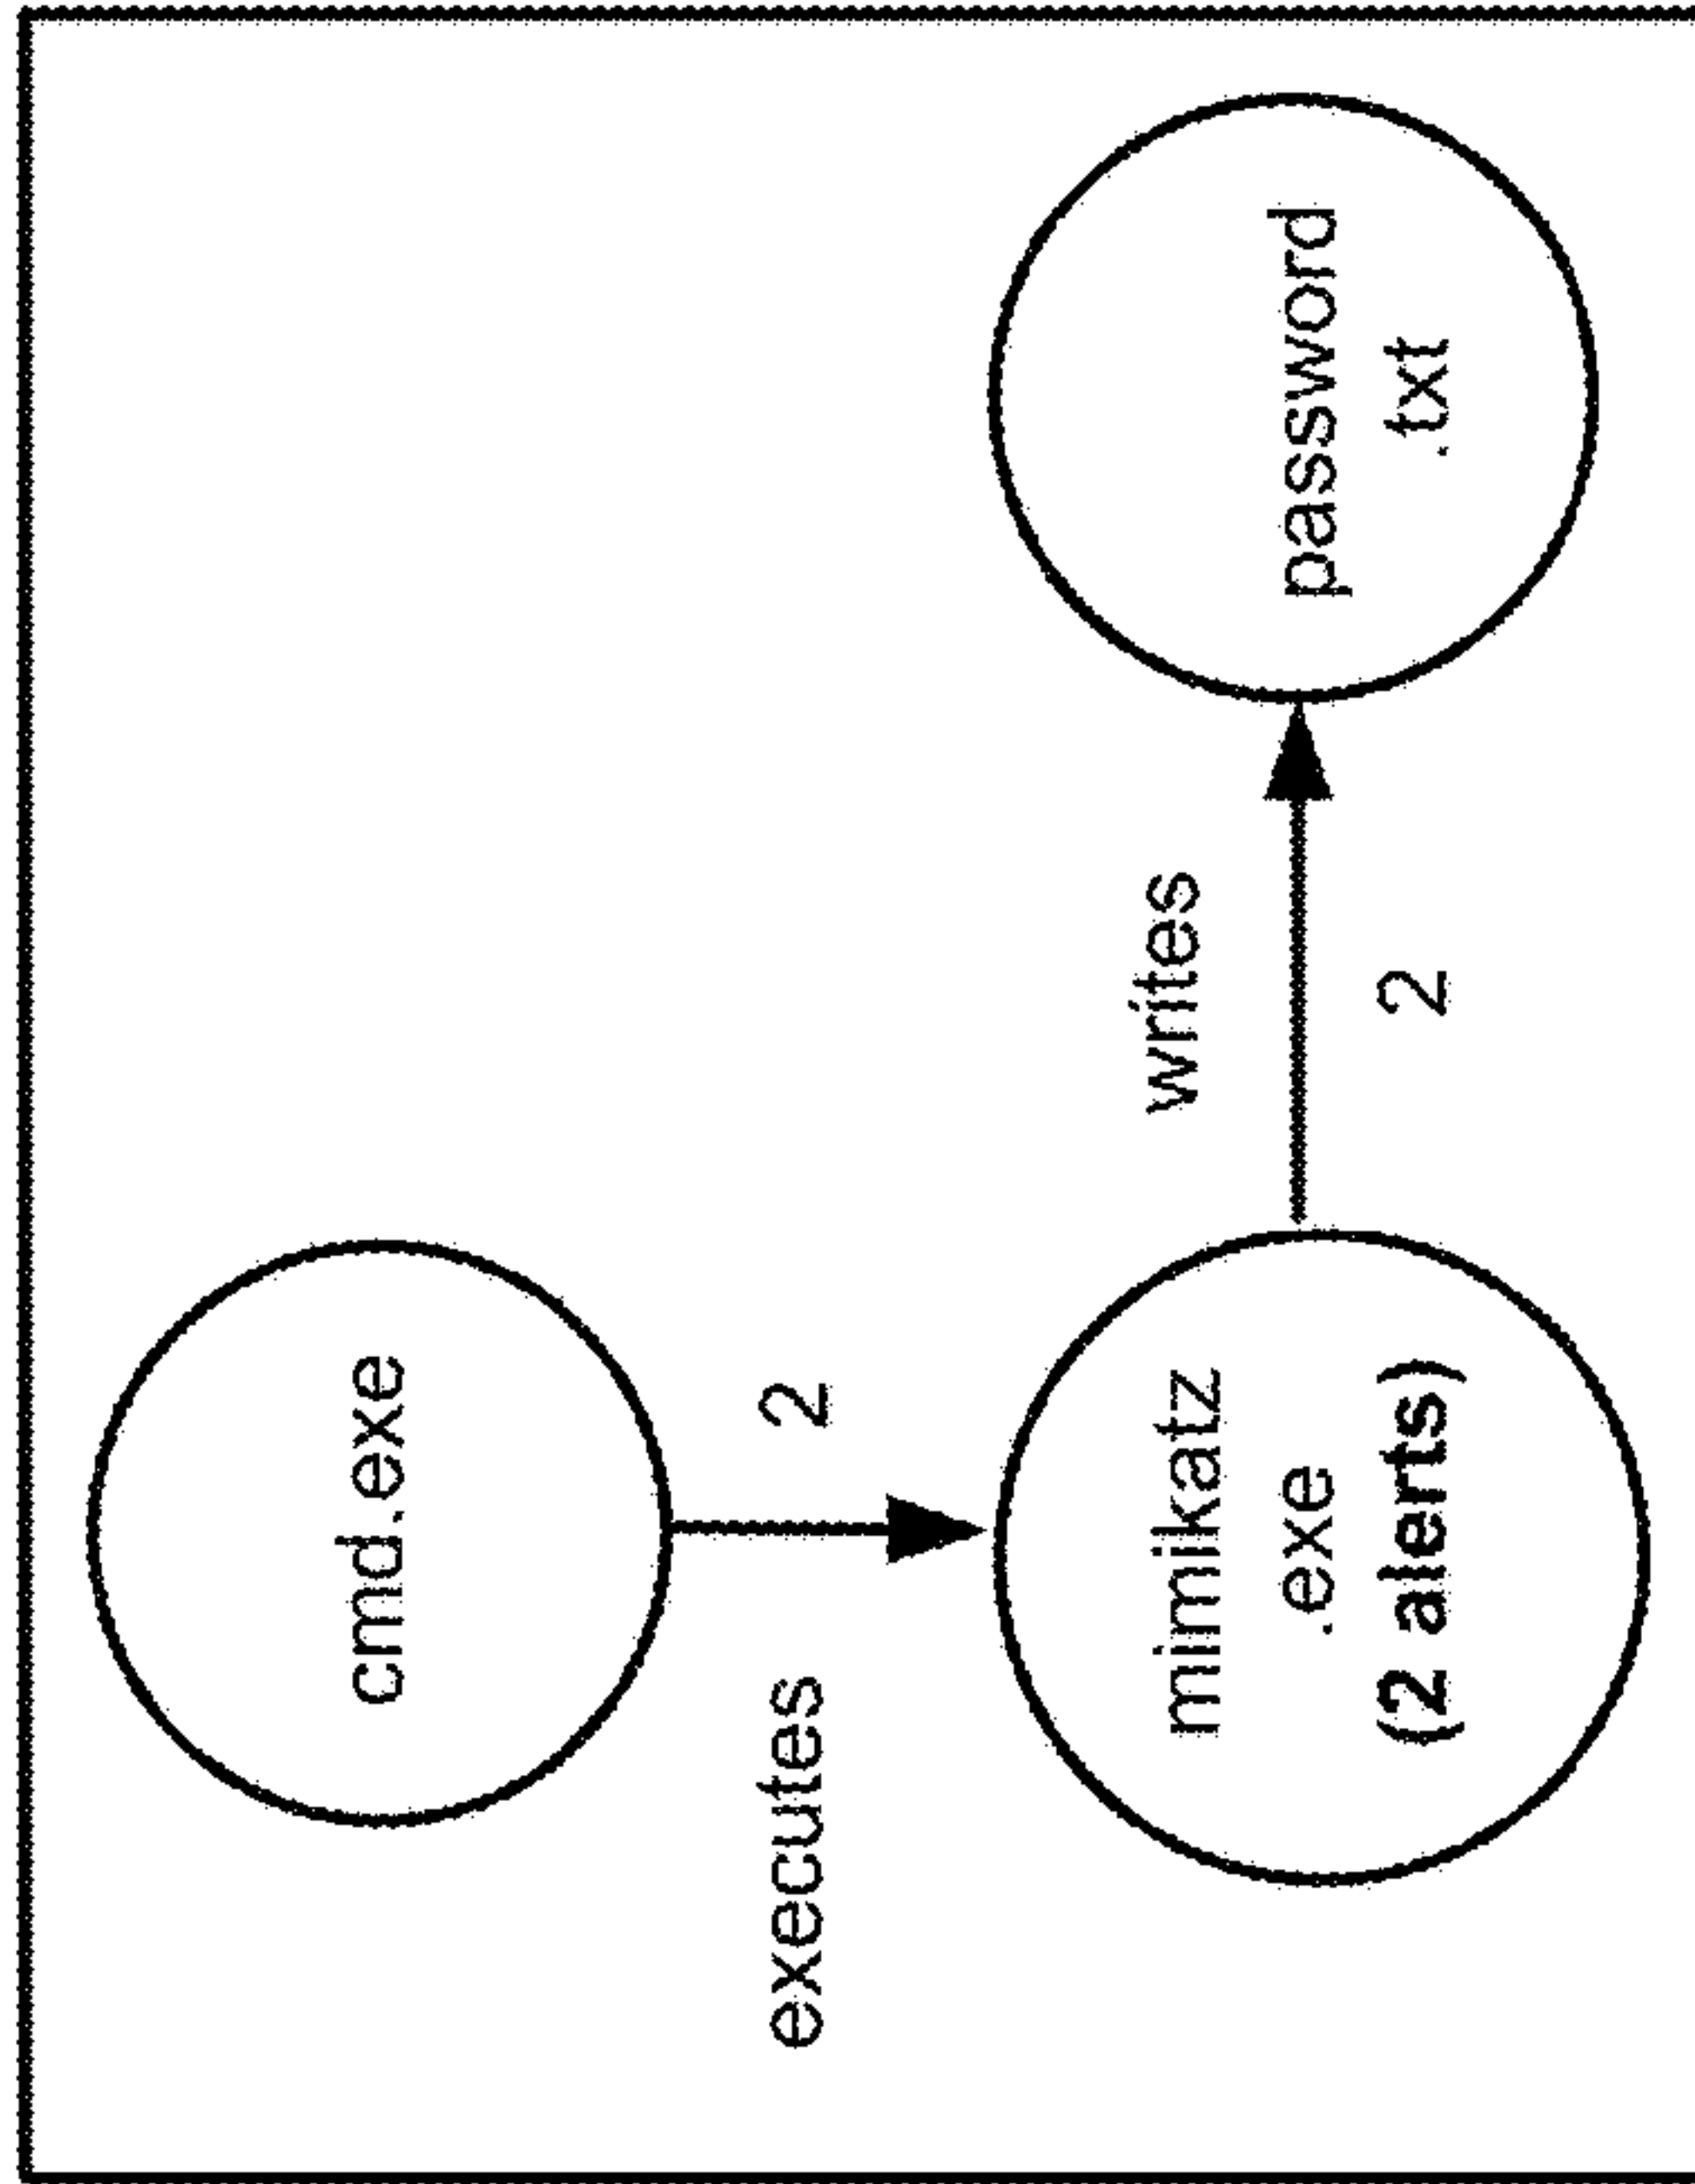 cmd.exe
executes
2
mimikatz
.exe
(2 alerts)
writes
2
password
.txt